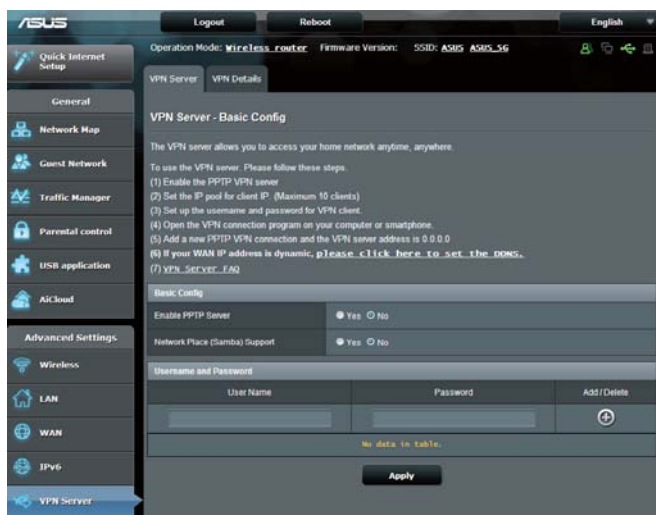 ASUS
Logout
Reboot
English
Quick Internet Setup
Operation Mode: Wireless router Firmware Version: SSID: ASUS ASUS_5G
VPN Server
VPN Details
General
Network Map
Guest Network
Traffic Manager
Parental control
USB application
AiCloud
Advanced Settings
Wireless
LAN
WAN
IPv6
VPN Server
VPN Server - Basic Config
The VPN server allows you to access your home network anytime, anywhere.
To use the VPN server. Please follow these steps.
(1) Enable the PPTP VPN server
(2) Set the IP pool for client IP. (Maximum 10 clients)
(3) Set up the username and password for VPN client.
(4) Open the VPN connection program on your computer or smartphone.
(5) Add a new PPTP VPN connection and the VPN server address is 0.0.0.0
(6) If your WAN IP address is dynamic, please click here to set the DDNS.
(7) VPN Server FAQ
Basic Config
Enable PPTP Server Yes No
Network Place (Samba) Support Yes No
Username and Password
User Name Password Add / Delete
No data in table.
Apply